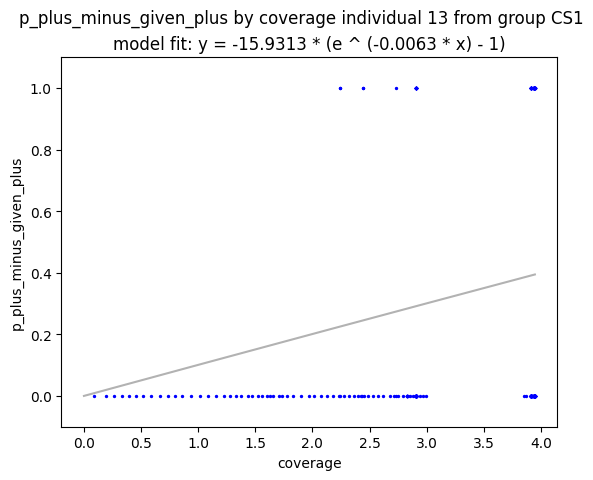 p_plus_minus_given_plus by coverage individual 13 from group CS1
model fit: y = -15.9313 * (e ^ (-0.0063 * x) - 1)
1.0
0.8
0.6
0.4
0.2
0.0
p_plus_minus_given_plus
0.0 0.5 1.0 1.5 2.0 2.5 3.0 3.5 4.0
coverage